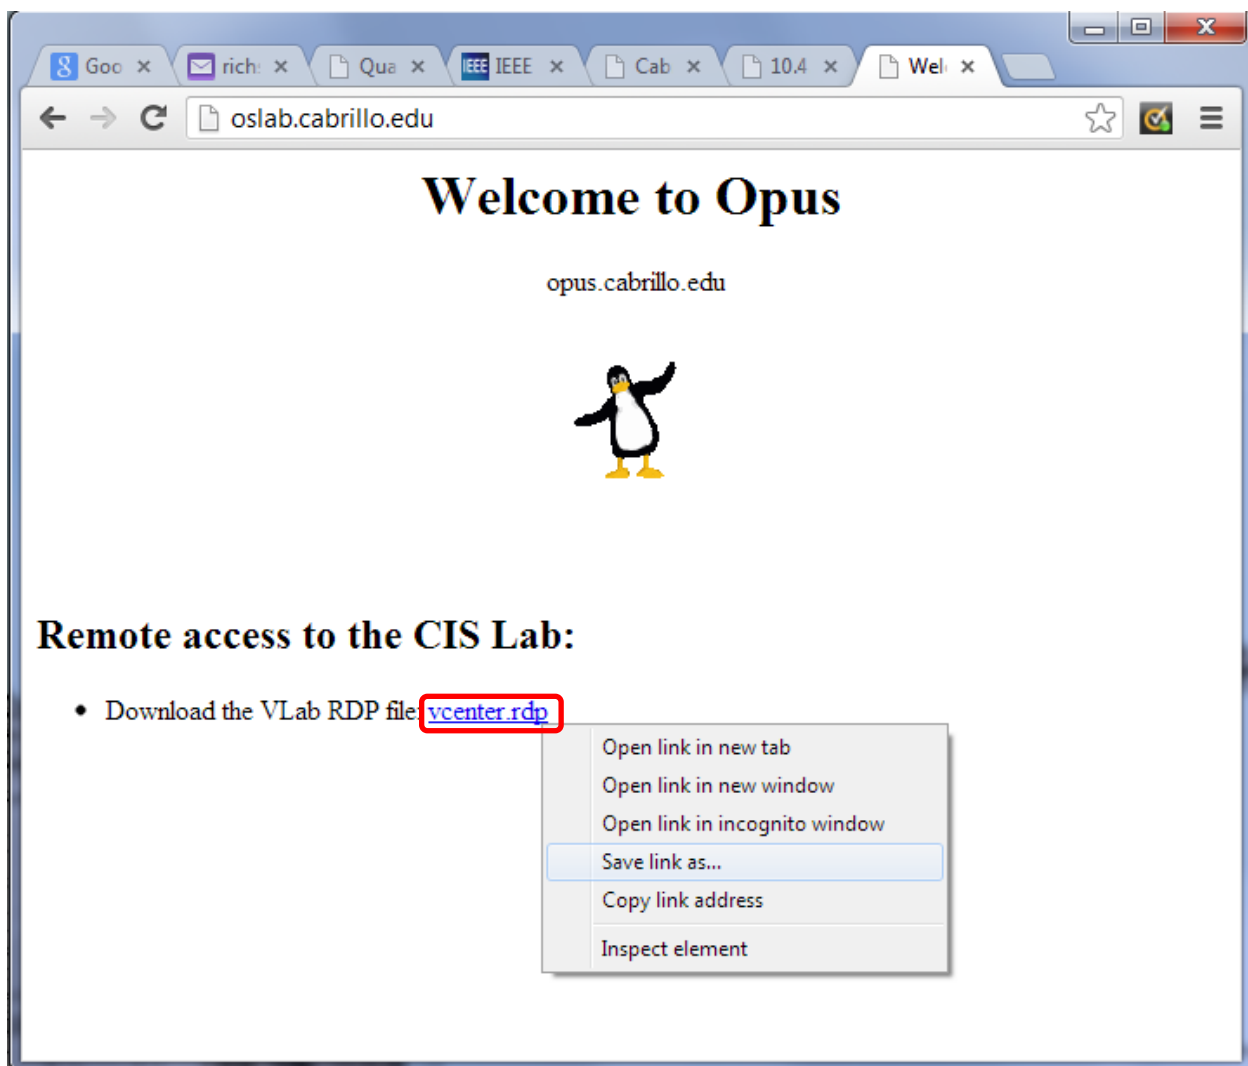 Goo rich: Qua IEEE IEEE Cab 10.4 Wel
oslab.cabrillo.edu
Welcome to Opus
opus.cabrillo.edu
Remote access to the CIS Lab:
• Download the VLab RDP file: vcenter.rdp
Open link in new tab
Open link in new window
Open link in incognito window
Save link as...
Copy link address
Inspect element